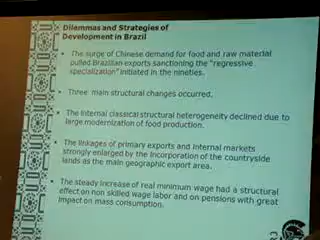 Dilemmas and Strategies of
Development in Brazil
• The surge of Chinese demand for food and raw material
pulled Brazilian exports sanctioning the "regressive
specialization" initiated in the nineties.
• Three main structural changes occurred.
• The internal classical structural heterogeneity declined due to
large modernization of food production.
• The linkages of primary exports and internal markets
strongly enlarged by the incorporation of the countryside
lands as the main geographic export area.
• The steady increase of real minimum wage had a structural
effect on non skilled wage labor and on pensions with great
impact on mass consumption.